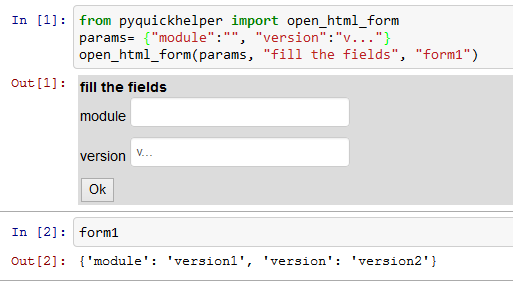 In [1]: from pyquickhelper import open_html_form
params= {"module":"", "version":"v..."}
open_html_form(params, "fill the fields", "form1")
Out[1]: fill the fields
module
version v...
Ok
In [2]: form1
Out[2]: {'module': 'version1', 'version': 'version2'}